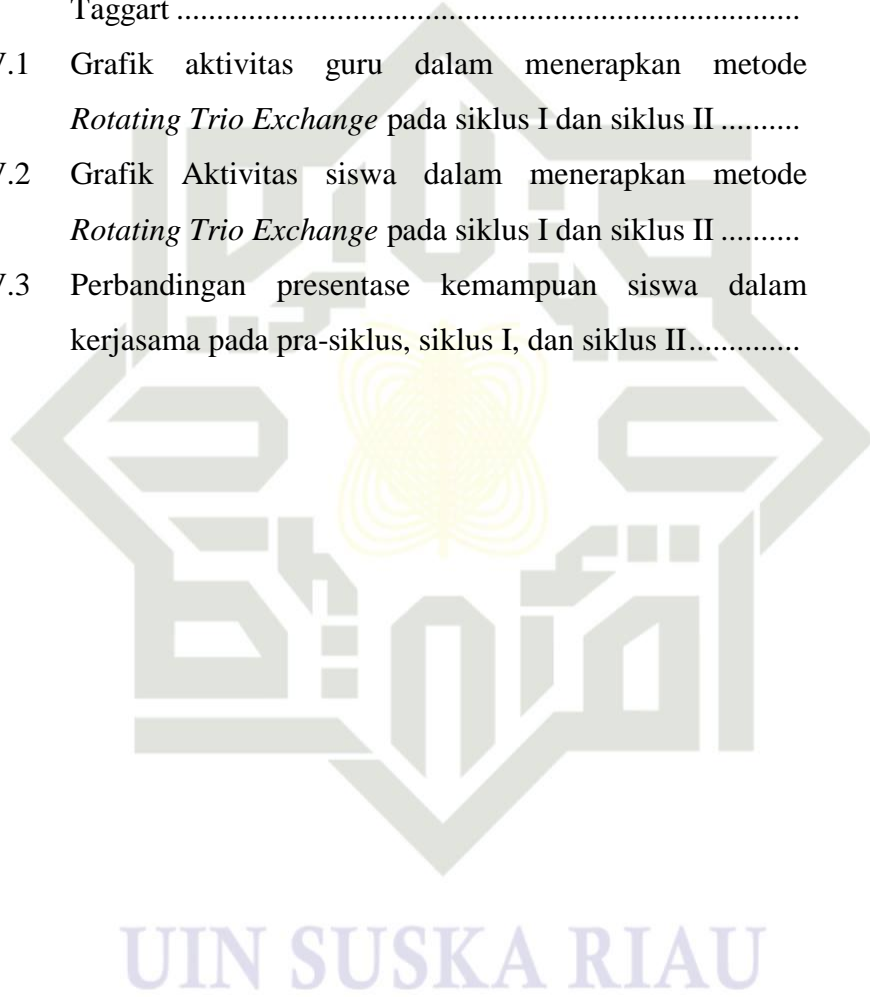 Taggart ........................................................................
V.1 Grafik aktivitas guru dalam menerapkan metode
Rotating Trio Exchange pada siklus I dan siklus II ..........
V.2 Grafik Aktivitas siswa dalam menerapkan metode
Rotating Trio Exchange pada siklus I dan siklus II ..........
V.3 Perbandingan presentase kemampuan siswa dalam
kerjasama pada pra-siklus, siklus I, dan siklus II..............
UIN SUSKA RIAU